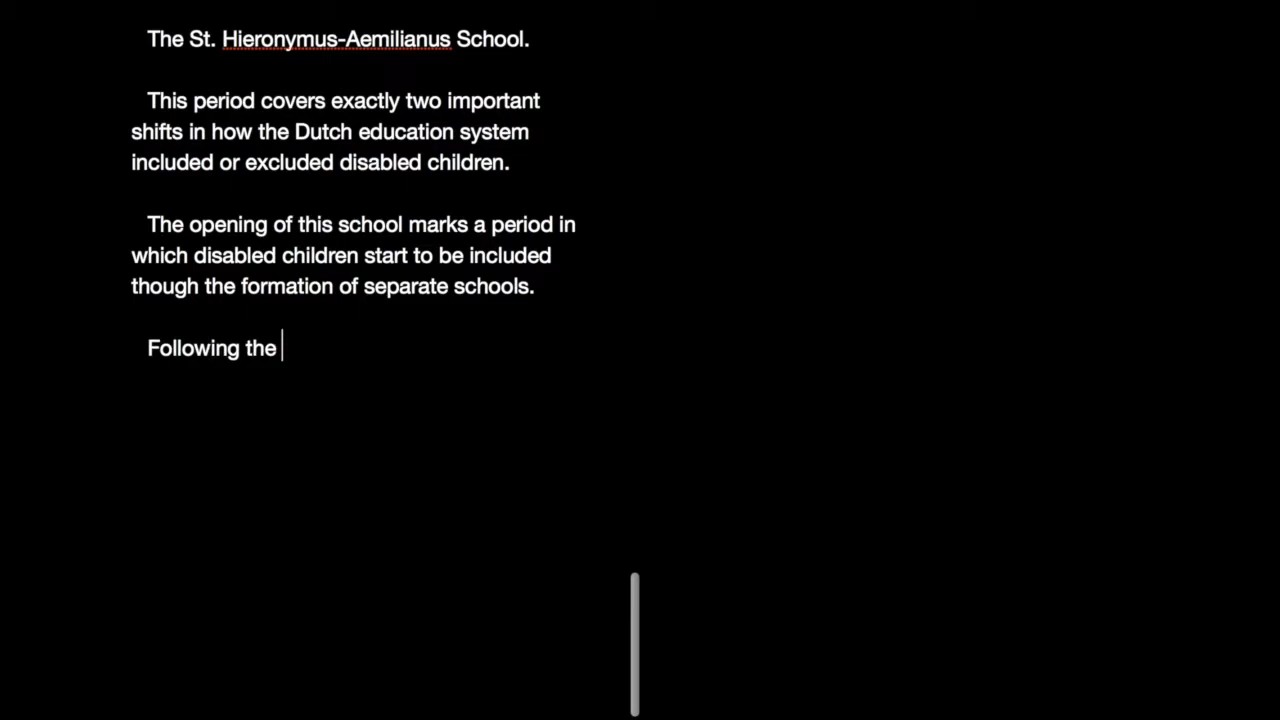 The St. Hieronymus-Aemilianus School.
This period covers exactly two important
shifts in how the Dutch education system
included or excluded disabled children.
The opening of this school marks a period in
which disabled children start to be included
though the formation of separate schools.
Following the